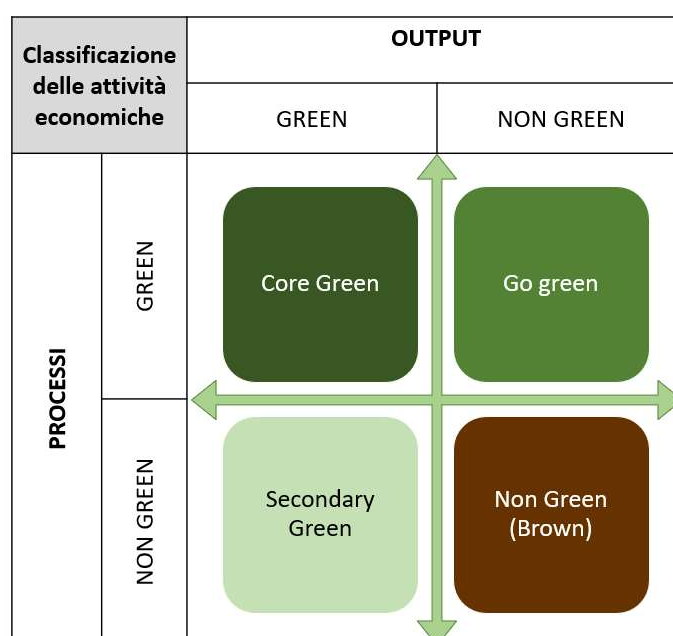 Classificazione
delle attività
economiche
OUTPUT
GREEN
NON GREEN
PROCESSI
GREEN
Core Green
Go green
NON GREEN
Secondary
Green
Non Green
(Brown)